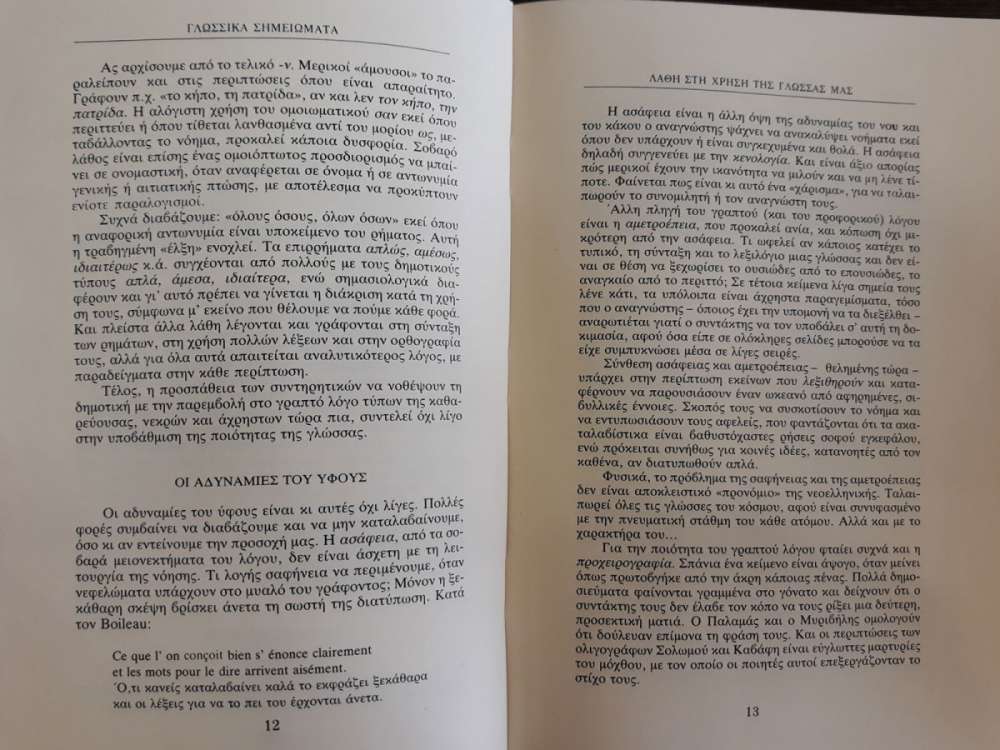 ΓΛΩΣΣΙΚΑ ΣΗΜΕΙΩΜΑΤΑ
Ας αρχίσουμε από το τελικό -ν. Μερικοί «άμουσοι» το πα-
ραλείπουν και στις περιπτώσεις όπου είναι απαραίτητο.
Γράφουν π.χ. «το κήπο, τη πατρίδα», αν και λεν τον κήπο, την
πατρίδα. Η αλόγιστη χρήση του ομοιωματικού σαν εκεί όπου
περιττεύει ή όπου τίθεται λανθασμένα αντί του μορίου ως, με-
ταβάλλοντας το νόημα, προκαλεί κάποια δυσφορία. Σοβαρό
λάθος είναι επίσης ένας ομοιόπτωτος προσδιορισμός να μπαί-
νει σε ονομαστική, όταν αναφέρεται σε όνομα ή σε αντωνυμία
γενικής ή αιτιατικής πτώσης, με αποτέλεσμα να προκύπτουν
ενίοτε παραλογισμοί.
Συχνά διαβάζουμε: «όλους όσους, όλων όσων» εκεί όπου
η αναφορική αντωνυμία είναι υποκείμενο του ρήματος. Αυτή
η τραβηγμένη «έλξη» ενοχλεί. Τα επιρρήματα απλώς, αμέσως,
ιδιαιτέρως κ.ά. συγχέονται από πολλούς με τους δημοτικούς
τύπους απλά, άμεσα, ιδιαίτερα, ενώ σημασιολογικά δια-
φέρουν και γι' αυτό πρέπει να γίνεται η διάκριση κατά τη χρή-
ση τους, σύμφωνα μ' εκείνο που θέλουμε να πούμε κάθε φορά.
Και πλείστα άλλα λάθη λέγονται και γράφονται στη σύνταξη
των ρημάτων, στη χρήση πολλών λέξεων και στην ορθογραφία
τους, αλλά για όλα αυτά απαιτείται αναλυτικότερος λόγος, με
παραδείγματα στην κάθε περίπτωση.
Τέλος, η προσπάθεια των συντηρητικών να νοθέψουν τη
δημοτική με την παρεμβολή στο γραπτό λόγο τύπων της καθα-
ρεύουσας, νεκρών και άχρηστων τώρα πια, συντελεί όχι λίγο
στην υποβάθμιση της ποιότητας της γλώσσας.
ΟΙ ΑΔΥΝΑΜΙΕΣ ΤΟΥ ΥΦΟΥΣ
Οι αδυναμίες του ύφους είναι κι αυτές όχι λίγες. Πολλές
φορές συμβαίνει να διαβάζουμε και να μην καταλαβαίνουμε,
όσο κι αν εντείνουμε την προσοχή μας. Η ασάφεια, από τα σο-
βαρά μειονεκτήματα του λόγου, δεν είναι άσχετη με τη λει-
τουργία της νόησης. Τι λογής σαφήνεια να περιμένουμε, όταν
νεφελώματα υπάρχουν στο μυαλό του γράφοντος; Μόνον η ξε-
κάθαρη σκέψη βρίσκει άνετα τη σωστή της διατύπωση. Κατά
τον Boileau:
Ce que l' on conçoit bien s' énonce clairement
et les mots pour le dire arrivent aisément.
Ό,τι κανείς καταλαβαίνει καλά το εκφράζει ξεκάθαρα
και οι λέξεις για να το πει του έρχονται άνετα.
12
ΛΑΘΗ ΣΤΗ ΧΡΗΣΗ ΤΗΣ ΓΛΩΣΣΑΣ ΜΑΣ
Η ασάφεια είναι η άλλη όψη της αδυναμίας του νου και
του κάκου ο αναγνώστης ψάχνει να ανακαλύψει νοήματα εκεί
όπου δεν υπάρχουν ή είναι συγκεχυμένα και θολά. Η ασάφεια
δηλαδή συγγενεύει με την κενολογία. Και είναι άξιο απορίας
πώς μερικοί έχουν την ικανότητα να μιλούν και να μη λένε τί-
ποτε. Φαίνεται πως είναι κι αυτό ένα «χάρισμα», για να ταλαι-
πωρούν το συνομιλητή ή τον αναγνώστη τους.
Άλλη πληγή του γραπτού (και του προφορικού) λόγου
είναι η αμετροέπεια, που προκαλεί ανία, και κόπωση όχι μι-
κρότερη από την ασάφεια. Τι ωφελεί αν κάποιος κατέχει το
τυπικό, τη σύνταξη και το λεξιλόγιο μιας γλώσσας και δεν εί-
ναι σε θέση να ξεχωρίσει το ουσιώδες από το επουσιώδες, το
αναγκαίο από το περιττό; Σε τέτοια κείμενα λίγα σημεία τους
λένε κάτι, τα υπόλοιπα είναι άχρηστα παραγεμίσματα, τόσο
που ο αναγνώστης – όποιος έχει την υπομονή να τα διεξέλθει –
αναρωτιέται γιατί ο συντάκτης να τον υποβάλει σ' αυτή τη δο-
κιμασία, αφού όσα είπε σε ολόκληρες σελίδες μπορούσε να τα
είχε συμπυκνώσει μέσα σε λίγες σειρές.
Σύνθεση ασάφειας και αμετροέπειας – θελημένης τώρα –
υπάρχει στην περίπτωση εκείνων που λεξιθηρούν και κατα-
φέρνουν να παρουσιάσουν έναν ωκεανό από αφηρημένες, σι-
βυλλικές έννοιες. Σκοπός τους να συσκοτίσουν το νόημα και
να εντυπωσιάσουν τους αφελείς, που φαντάζονται ότι τα ακα-
ταλαβίστικα είναι βαθυστόχαστες ρήσεις σοφού εγκεφάλου,
ενώ πρόκειται συνήθως για κοινές ιδέες, κατανοητές από τον
καθένα, αν διατυπωθούν απλά.
Φυσικά, το πρόβλημα της σαφήνειας και της αμετροέπειας
δεν είναι αποκλειστικό «προνόμιο» της νεοελληνικής. Ταλαι-
πωρεί όλες τις γλώσσες του κόσμου, αφού είναι συνυφασμένο
με την πνευματική στάθμη του κάθε ατόμου. Αλλά και με το
χαρακτήρα του...
Για την ποιότητα του γραπτού λόγου φταίει συχνά και η
προχειρογραφία. Σπάνια ένα κείμενο είναι άψογο, όταν μείνει
όπως πρωτοβγήκε από την άκρη κάποιας πένας. Πολλά δημο-
σιεύματα φαίνονται γραμμένα στο γόνατο και δείχνουν ότι ο
συντάκτης τους δεν έλαβε τον κόπο να τους ρίξει μια δεύτερη,
προσεκτική ματιά. Ο Παλαμάς κι ο Μυριβήλης ομολογούν
ότι δούλευαν επίμονα τη φράση τους. Και οι περιπτώσεις των
ολιγογράφων Σολωμού και Καβάφη είναι εύγλωττες μαρτυρίες
του μόχθου, με τον οποίο οι ποιητές αυτοί επεξεργάζονταν το
στίχο τους.
13